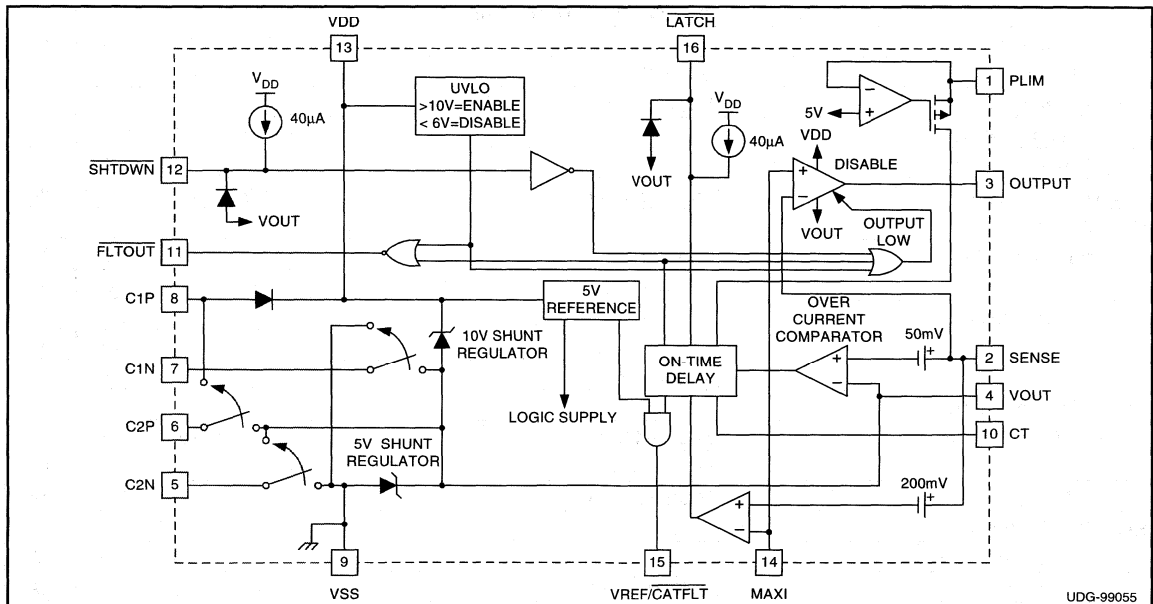 VDD
LATCH
13
16
VDD
40µA
UVLO
>10V=ENABLE
< 6V=DISABLE
VDD
40µA
−
+
5V
1 PLIM
SHTDWN 12
VOUT
VOUT
VDD
DISABLE
+
−
VOUT
3 OUTPUT
OUTPUT
LOW
FLTOUT 11
C1P 8
5V
REFERENCE
10V SHUNT
REGULATOR
OVER
CURRENT
COMPARATOR
50mV
+
+
−
C1N 7
ON-TIME
DELAY
2 SENSE
4 VOUT
LOGIC SUPPLY
C2P 6
10 CT
5V SHUNT
REGULATOR
C2N 5
200mV
+
+
−
9
15
14
VSS
VREF/CATFLT
MAXI
UDG-99055